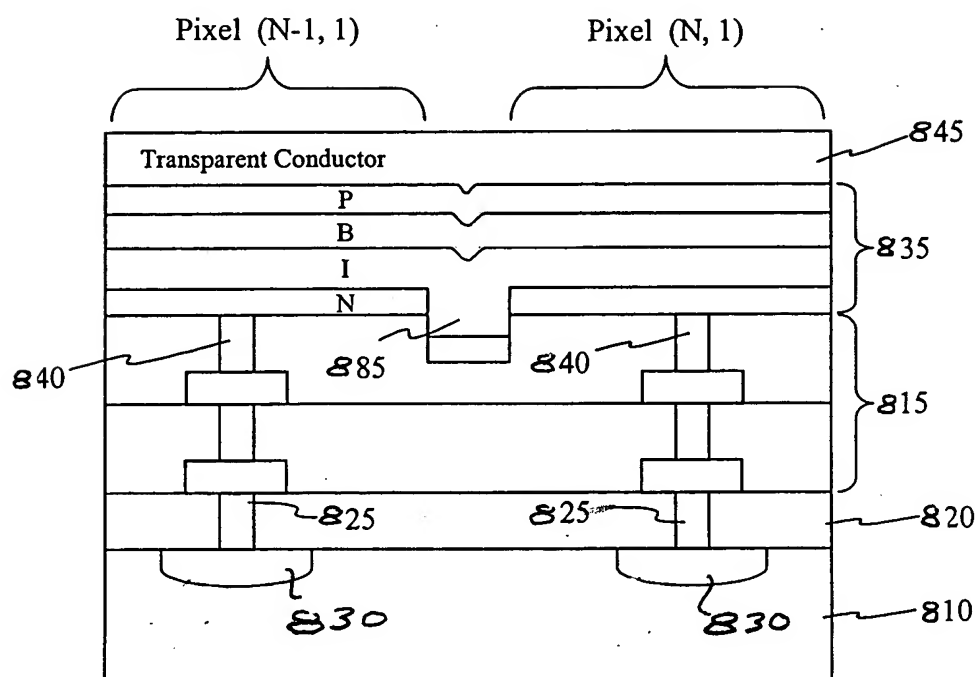 Pixel (N-1, 1)
Pixel (N, 1)
845
Transparent Conductor
P
B
835
I
N
840
885
840
815
825
825
820
830
830
810